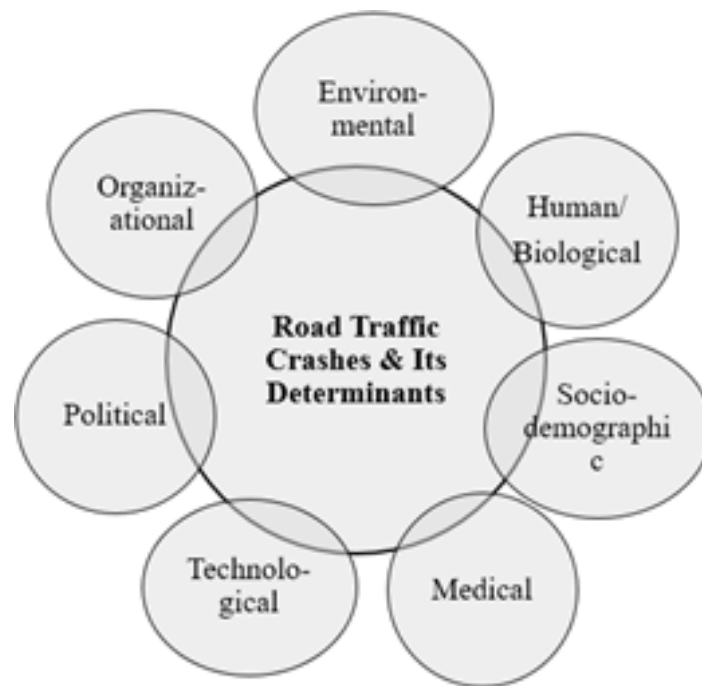 Environ-
mental
Organiz-
ational
Human/
Biological
Road Traffic
Crashes & Its
Determinants
Political
Socio-
demographi
c
Technolo-
gical
Medical